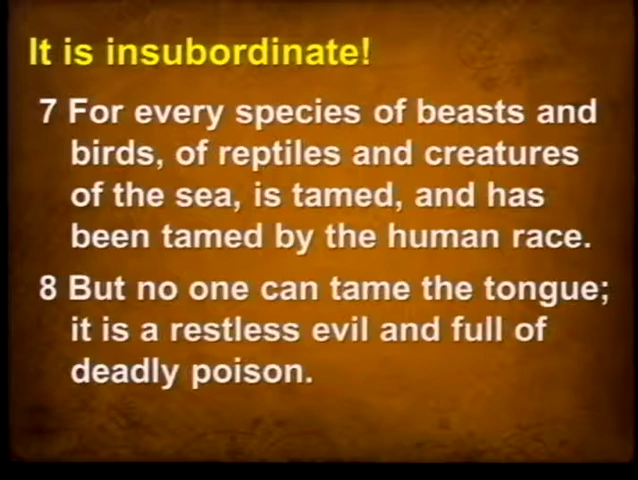 It is insubordinate!
7 For every species of beasts and
birds, of reptiles and creatures
of the sea, is tamed, and has
been tamed by the human race.
8 But no one can tame the tongue;
it is a restless evil and full of
deadly poison.